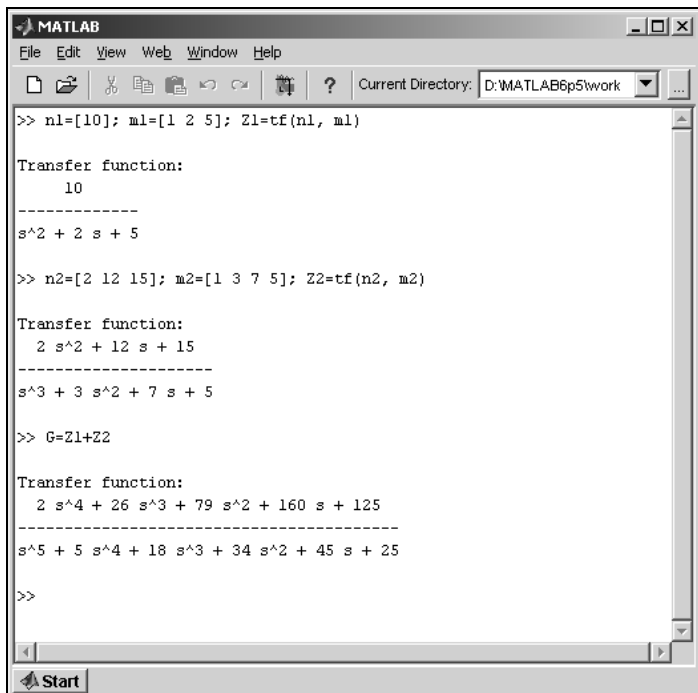 MATLAB
File Edit View Web Window Help
? Current Directory: D:\MATLAB6p5\work ...
>> n1=[10]; m1=[1 2 5]; Z1=tf(n1, m1)
Transfer function:
10
-------------
s^2 + 2 s + 5
>> n2=[2 12 15]; m2=[1 3 7 5]; Z2=tf(n2, m2)
Transfer function:
2 s^2 + 12 s + 15
---------------------
s^3 + 3 s^2 + 7 s + 5
>> G=Z1+Z2
Transfer function:
2 s^4 + 26 s^3 + 79 s^2 + 160 s + 125
-----------------------------------------
s^5 + 5 s^4 + 18 s^3 + 34 s^2 + 45 s + 25
>>
Start